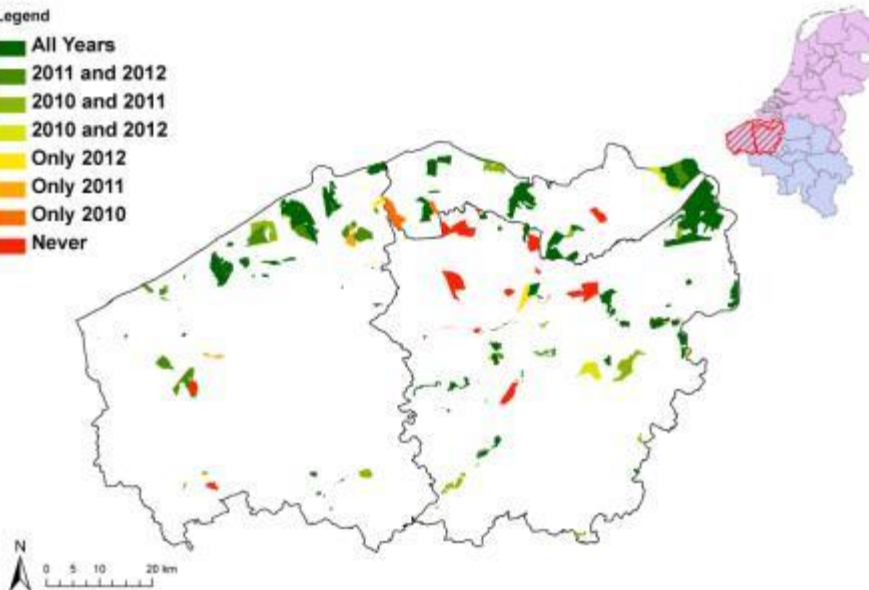 Legend
All Years
2011 and 2012
2010 and 2011
2010 and 2012
Only 2012
Only 2011
Only 2010
Never
N
0 5 10 20 km